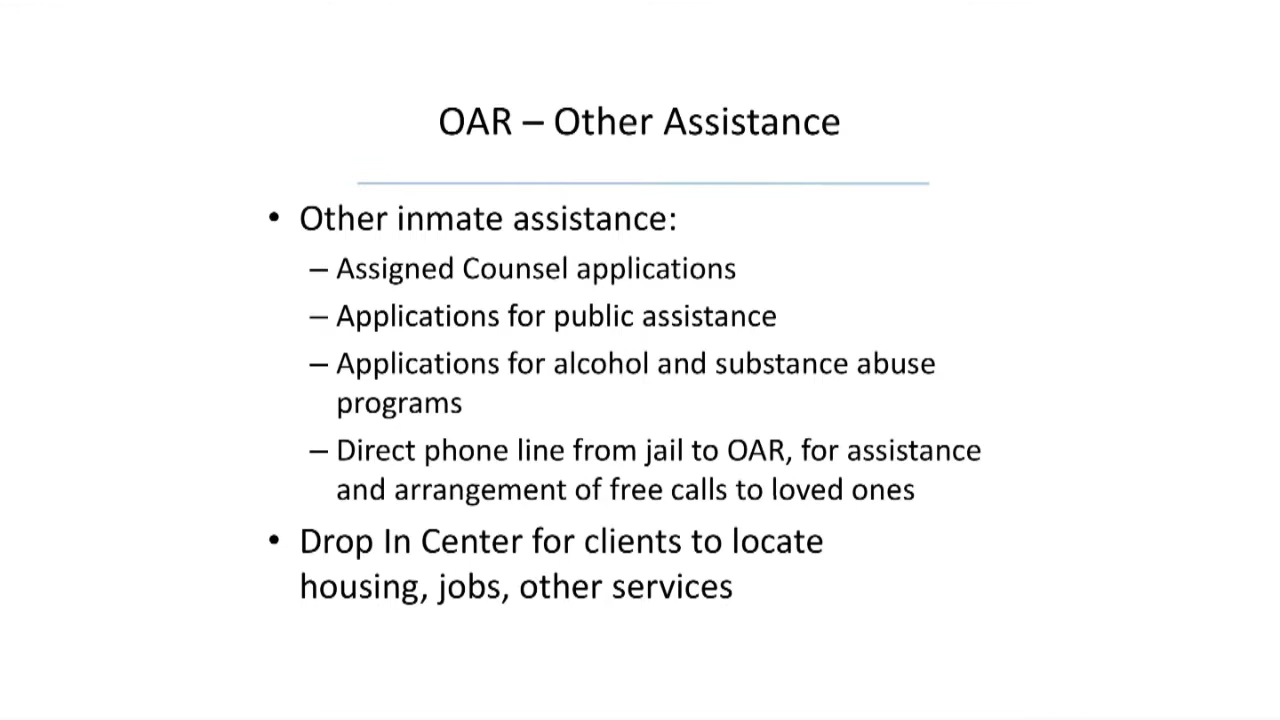 OAR – Other Assistance
• Other inmate assistance:
– Assigned Counsel applications
– Applications for public assistance
– Applications for alcohol and substance abuse
programs
– Direct phone line from jail to OAR, for assistance
and arrangement of free calls to loved ones
• Drop In Center for clients to locate
housing, jobs, other services